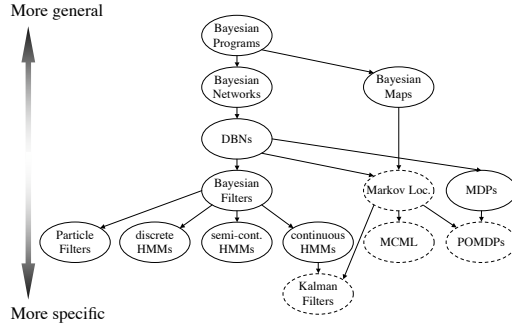 More general
Bayesian
Programs
Bayesian
Networks
Bayesian
Maps
DBNs
Bayesian
Filters
Markov Loc.
MDPs
Particle
Filters
discrete
HMMs
semi-cont.
HMMs
continuous
HMMs
MCML
POMDPs
Kalman
Filters
More specific